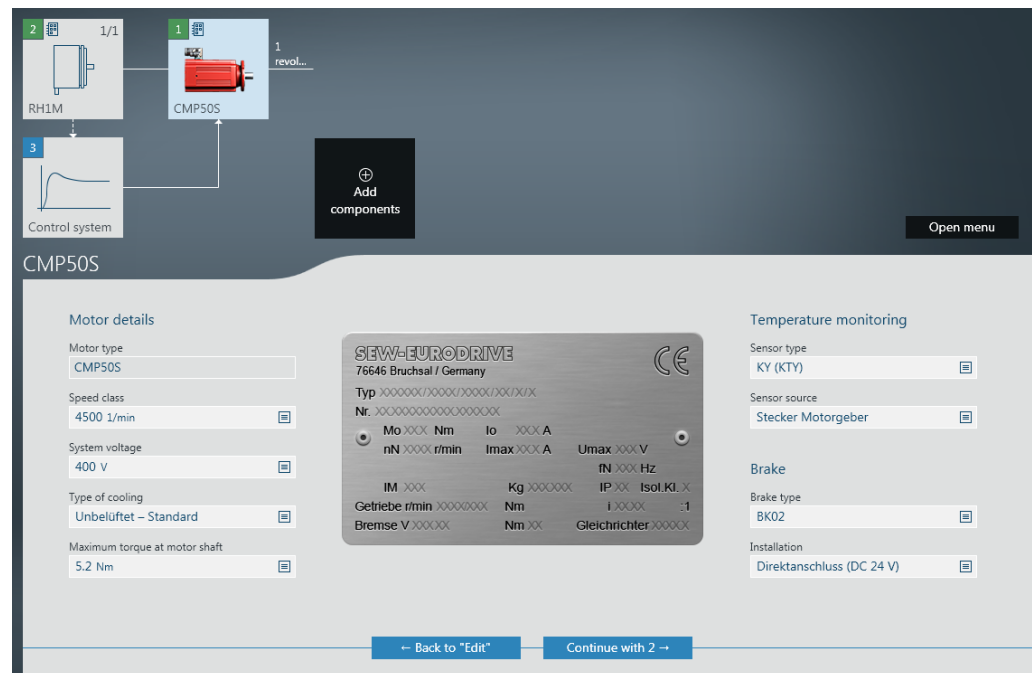 2 1/1
RH1M
1
CMP50S
1
revol...
3
Control system
Add
components
Open menu
CMP50S
Motor details
Motor type
CMP50S
Speed class
4500 1/min
System voltage
400 V
Type of cooling
Unbelüftet – Standard
Maximum torque at motor shaft
5.2 Nm
SEW-EURODRIVE CE
76646 Bruchsal / Germany
Typ XXXXXX/XXXX/XXXX/XX/X/X
Nr. XXXXXXXXXXXXXXXX
Mo XXX Nm Io XXX A
nN XXXX r/min Imax XXX A Umax XXX V
fN XXX Hz
IM XXX Kg XXXXXX IP XX Isol.Kl. X
Getriebe r/min XXXXXXX Nm i XXXX :1
Bremse V XXXXX Nm XX Gleichrichter XXXXX
Temperature monitoring
Sensor type
KY (KTY)
Sensor source
Stecker Motorgeber
Brake
Brake type
BK02
Installation
Direktanschluss (DC 24 V)
← Back to "Edit"
Continue with 2 →